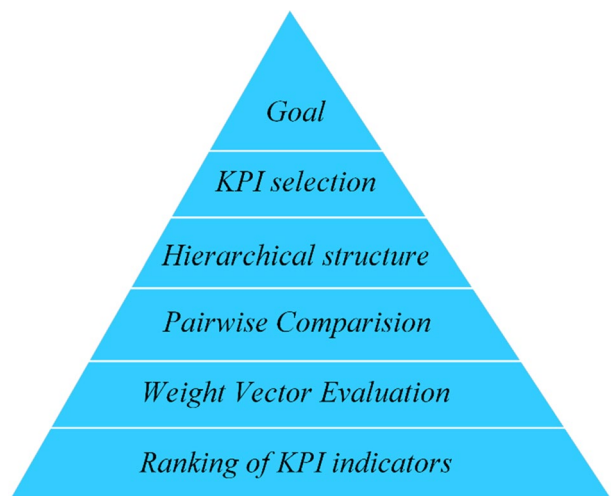 Goal
KPI selection
Hierarchical structure
Pairwise Comparision
Weight Vector Evaluation
Ranking of KPI indicators